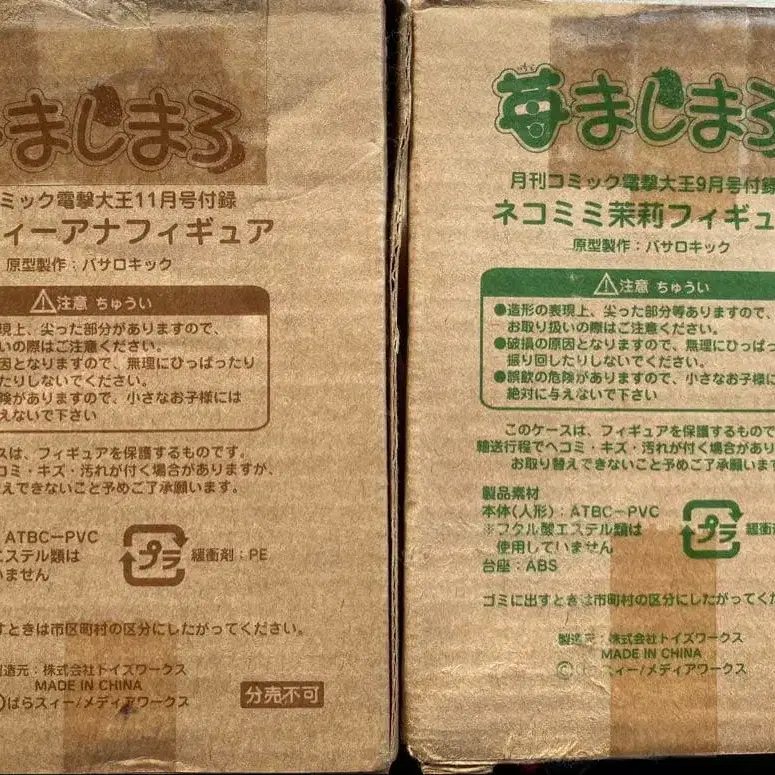 ましまろ
ミック電撃大王11月号付録
ィーアナフィギュア
原型製作：バサロキック
注意 ちゅうい
現上、尖った部分がありますので、
いの際はご注意ください。
因となりますので、無理にひっぱったり
たりしないでください。
険がありますので、小さなお子様には
えないで下さい
スは、フィギュアを保護するものです。
コミ・キズ・汚れが付く場合がありますが、
えできないこと予めご了承願います。
ATBC-PVC
エステル類は
いません
プラ
緩衝剤：PE
すときは市区町村の区分にしたがってください。
製造元：株式会社トイズワークス
MADE IN CHINA
ばらスィー/メディアワークス
分売不可
苺ましまろ
月刊コミック電撃大王9月号付録
ネコミミ茉莉フィギュ
原型製作：バサロキック
注意 ちゅうい
●造形の表現上、尖った部分等ありますので、
お取り扱いの際はご注意ください。
●破損の原因となりますので、無理にひっぱっ
振り回したりしないでください。
●誤飲の危険がありますので、小さなお子様に
絶対に与えないで下さい
このケースは、フィギュアを保護するもので
輸送行程でヘコミ・キズ・汚れが付く場合があり
お取り替えできないこと予めご了承願い
製品素材
本体(人形)：ATBC-PVC
※フタル酸エステル類は
使用していません
台座：ABS
プラ
緩衝
ゴミに出すときは市町村の区分にしたがってくだ
製造元：株式会社トイズワークス
MADE IN CHINA
©ばらスィー/メディアワークス